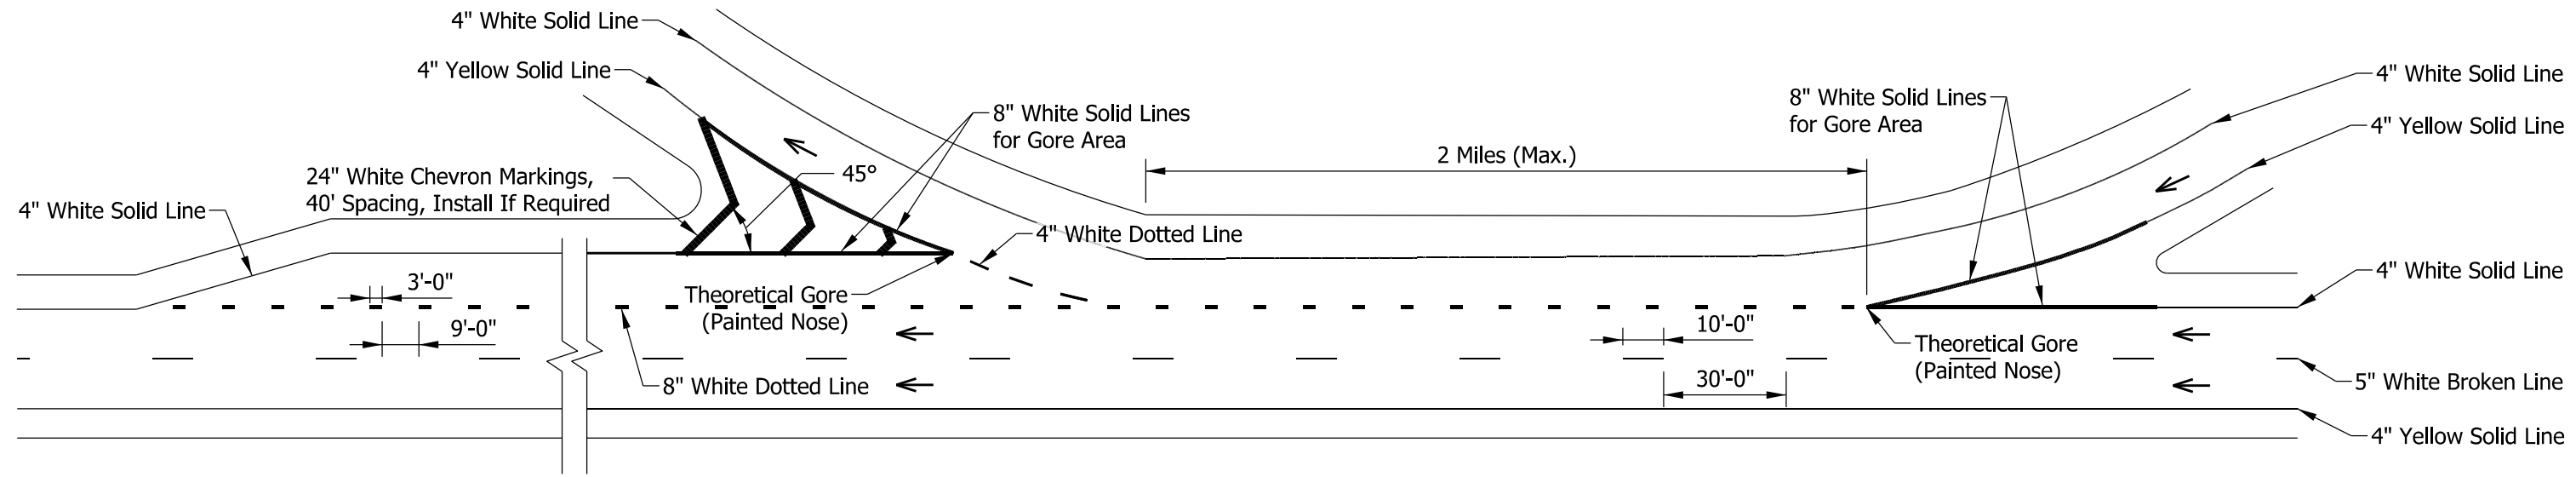 4" White Solid Line
4" Yellow Solid Line
8" White Solid Lines
for Gore Area
24" White Chevron Markings,
40' Spacing, Install If Required
45°
4" White Solid Line
4" White Dotted Line
2 Miles (Max.)
8" White Solid Lines
for Gore Area
4" White Solid Line
4" Yellow Solid Line
3'-0"
9'-0"
Theoretical Gore
(Painted Nose)
8" White Dotted Line
10'-0"
30'-0"
Theoretical Gore
(Painted Nose)
4" White Solid Line
5" White Broken Line
4" Yellow Solid Line